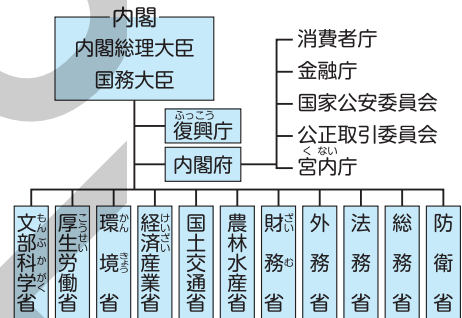 内閣
内閣総理大臣
国務大臣
ふっこう
復興庁
内閣府
消費者庁
金融庁
国家公安委員会
公正取引委員会
くない
宮内庁
文部科学省
もんぶかがく
厚生労働省
こうせい
環境省
かんきょう
経済産業省
けいざい
国土交通省
農林水産省
財務省
ざいむ
外務省
法務省
総務省
防衛省